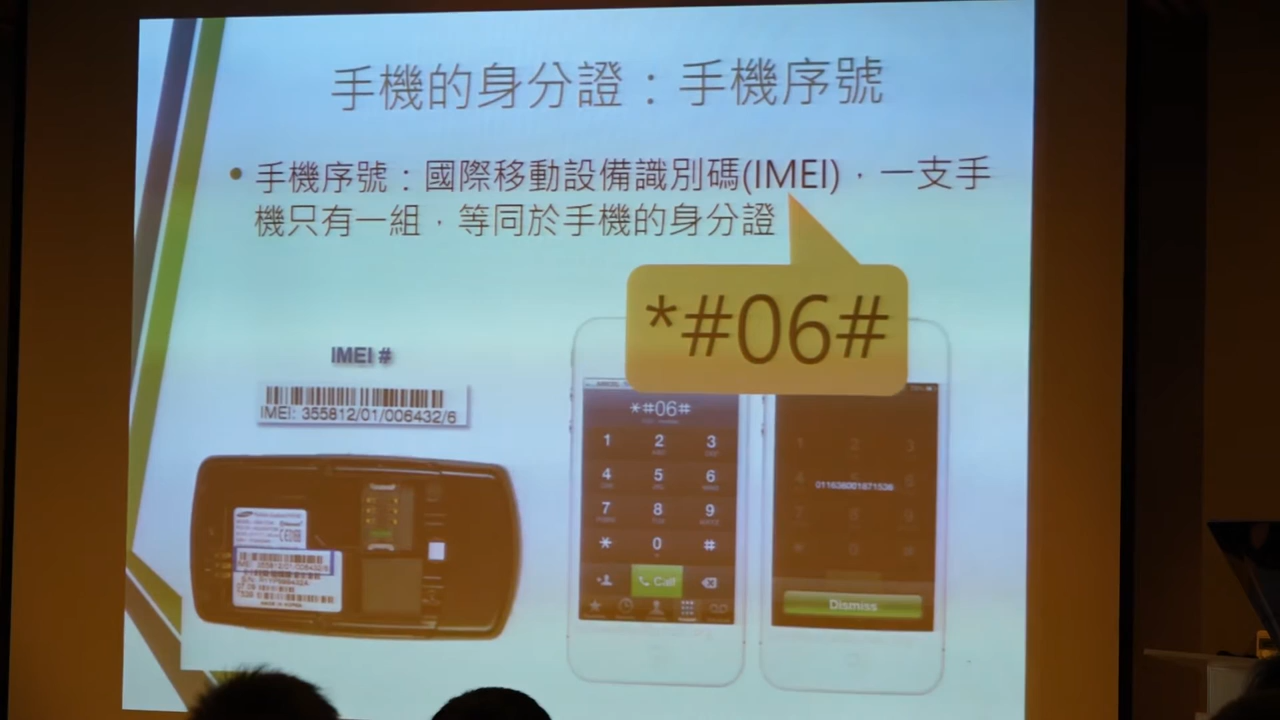 手機的身分證：手機序號
• 手機序號：國際移動設備識別碼(IMEI)，一支手
機只有一組，等同於手機的身分證
*#06#
IMEI #
IMEI: 355812/01/006432/6
*#06#
1 2 3
4 5 6
7 8 9
* 0 #
Call
011636001871536
Dismiss